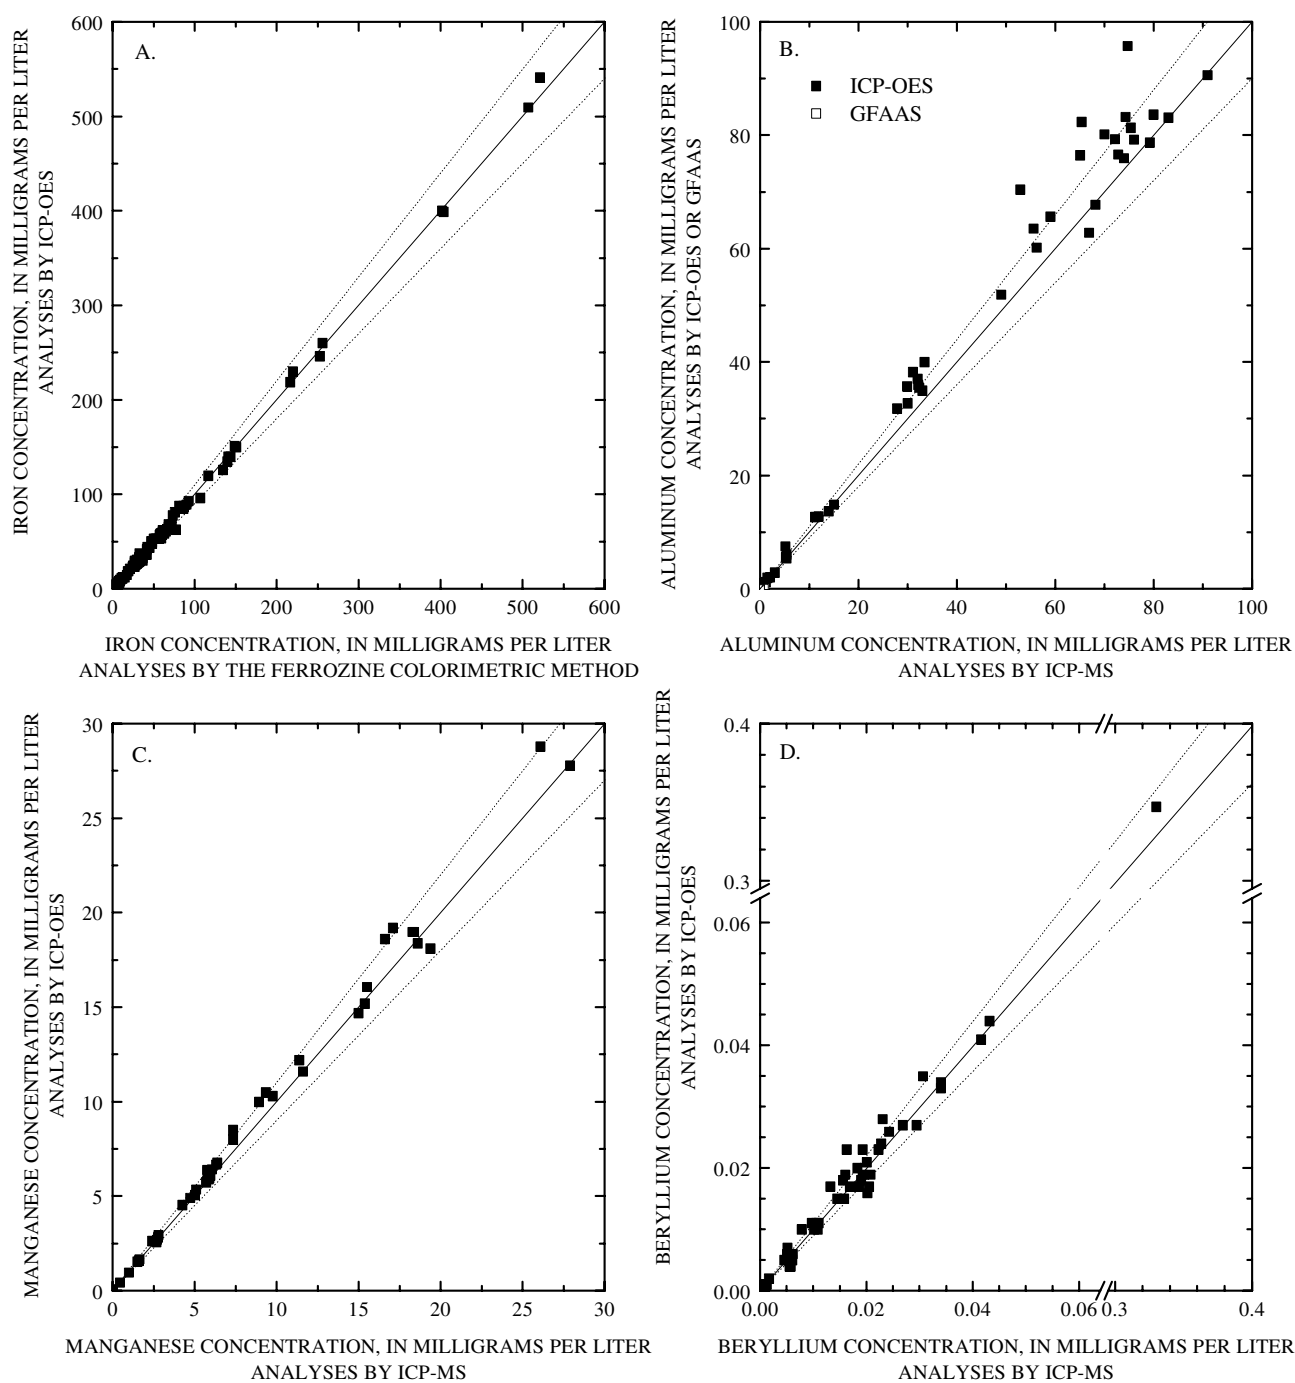 IRON CONCENTRATION, IN MILLIGRAMS PER LITER
ANALYSES BY ICP-OES
600
500
400
300
200
100
0
A.
0 100 200 300 400 500 600
IRON CONCENTRATION, IN MILLIGRAMS PER LITER
ANALYSES BY THE FERROZINE COLORIMETRIC METHOD
ALUMINUM CONCENTRATION, IN MILLIGRAMS PER LITER
ANALYSES BY ICP-OES OR GFAAS
100
80
60
40
20
0
B.
ICP-OES
GFAAS
0 20 40 60 80 100
ALUMINUM CONCENTRATION, IN MILLIGRAMS PER LITER
ANALYSES BY ICP-MS
MANGANESE CONCENTRATION, IN MILLIGRAMS PER LITER
ANALYSES BY ICP-OES
30
25
20
15
10
5
0
C.
0 5 10 15 20 25 30
MANGANESE CONCENTRATION, IN MILLIGRAMS PER LITER
ANALYSES BY ICP-MS
BERYLLIUM CONCENTRATION, IN MILLIGRAMS PER LITER
ANALYSES BY ICP-OES
0.4
0.3
0.06
0.04
0.02
0.00
D.
0.00 0.02 0.04 0.06 0.3 0.4
BERYLLIUM CONCENTRATION, IN MILLIGRAMS PER LITER
ANALYSES BY ICP-MS